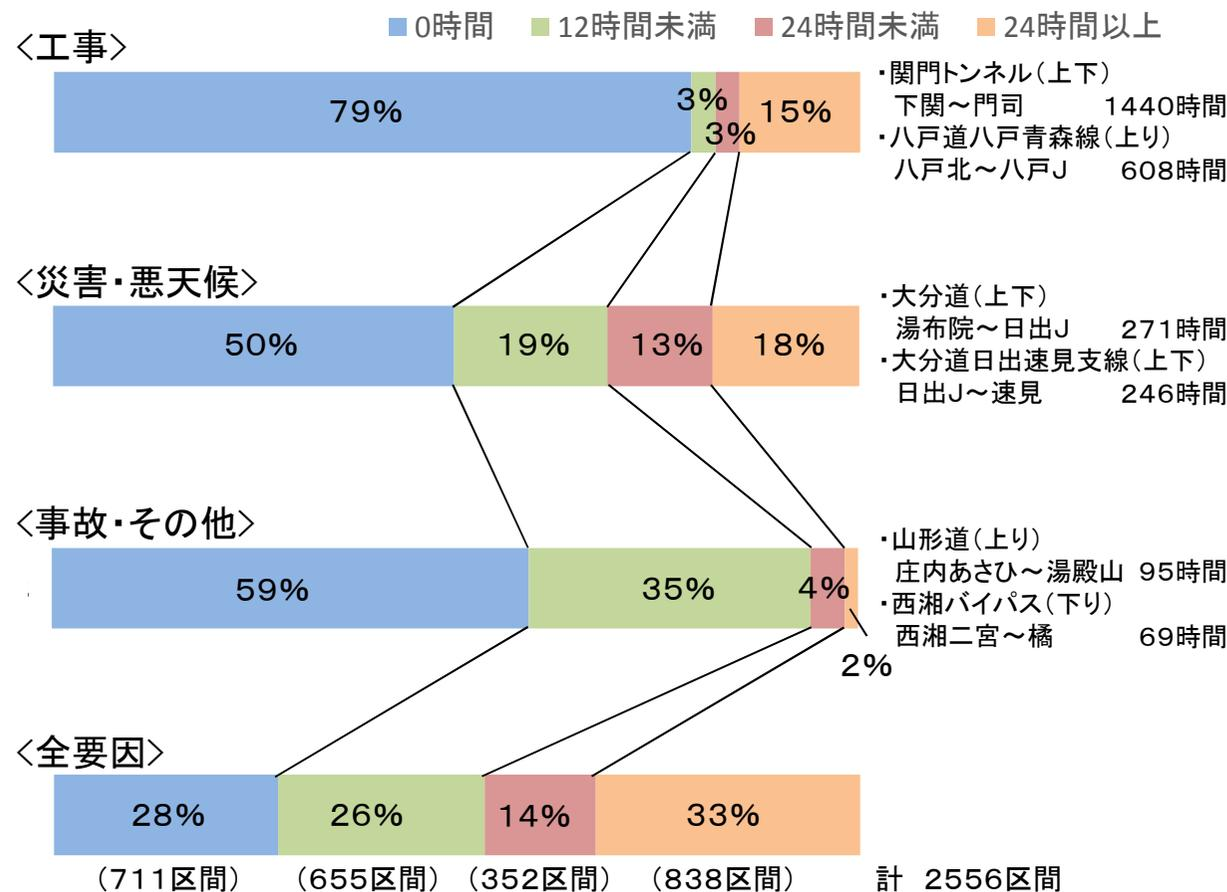 0時間 12時間未満 24時間未満 24時間以上
<工事>
79% 3% 3% 15%
・関門トンネル(上下)
下関~門司 1440時間
・八戸道八戸青森線(上り)
八戸北~八戸J 608時間
<災害・悪天候>
50% 19% 13% 18%
・大分道(上下)
湯布院~日出J 271時間
・大分道日出速見支線(上下)
日出J~速見 246時間
<事故・その他>
59% 35% 4% 2%
・山形道(上り)
庄内あさひ~湯殿山 95時間
・西湘バイパス(下り)
西湘二宮~橘 69時間
<全要因>
28% 26% 14% 33%
(711区間) (655区間) (352区間) (838区間) 計 2556区間